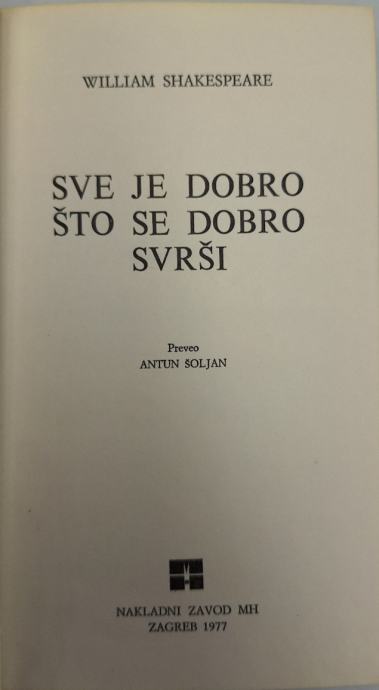 WILLIAM SHAKESPEARE
SVE JE DOBRO
ŠTO SE DOBRO
SVRŠI
Preveo
ANTUN ŠOLJAN
NAKLADNI ZAVOD MH
ZAGREB 1977